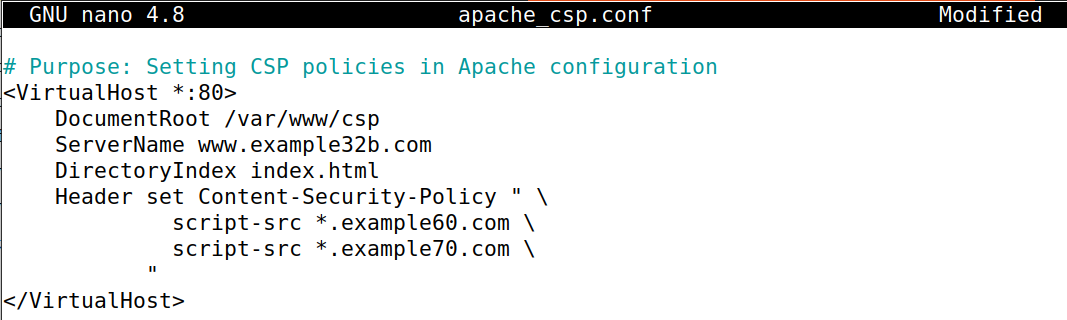 GNU nano 4.8 apache_csp.conf Modified
# Purpose: Setting CSP policies in Apache configuration
<VirtualHost *:80>
DocumentRoot /var/www/csp
ServerName www.example32b.com
DirectoryIndex index.html
Header set Content-Security-Policy " \
script-src *.example60.com \
script-src *.example70.com \
"
</VirtualHost>